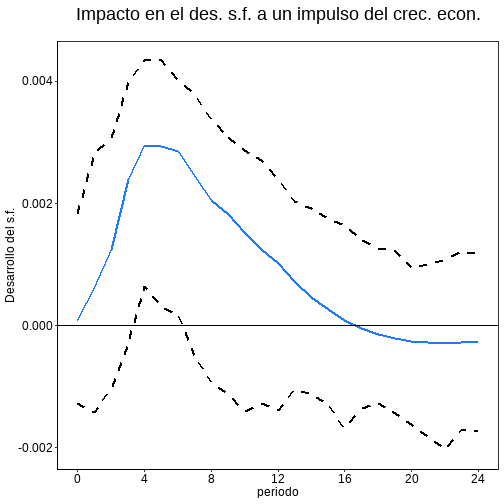 Impacto en el des. s.f. a un impulso del crec. econ.
Desarrollo del s.f.
0.004
0.002
0.000
-0.002
0 4 8 12 16 20 24
periodo